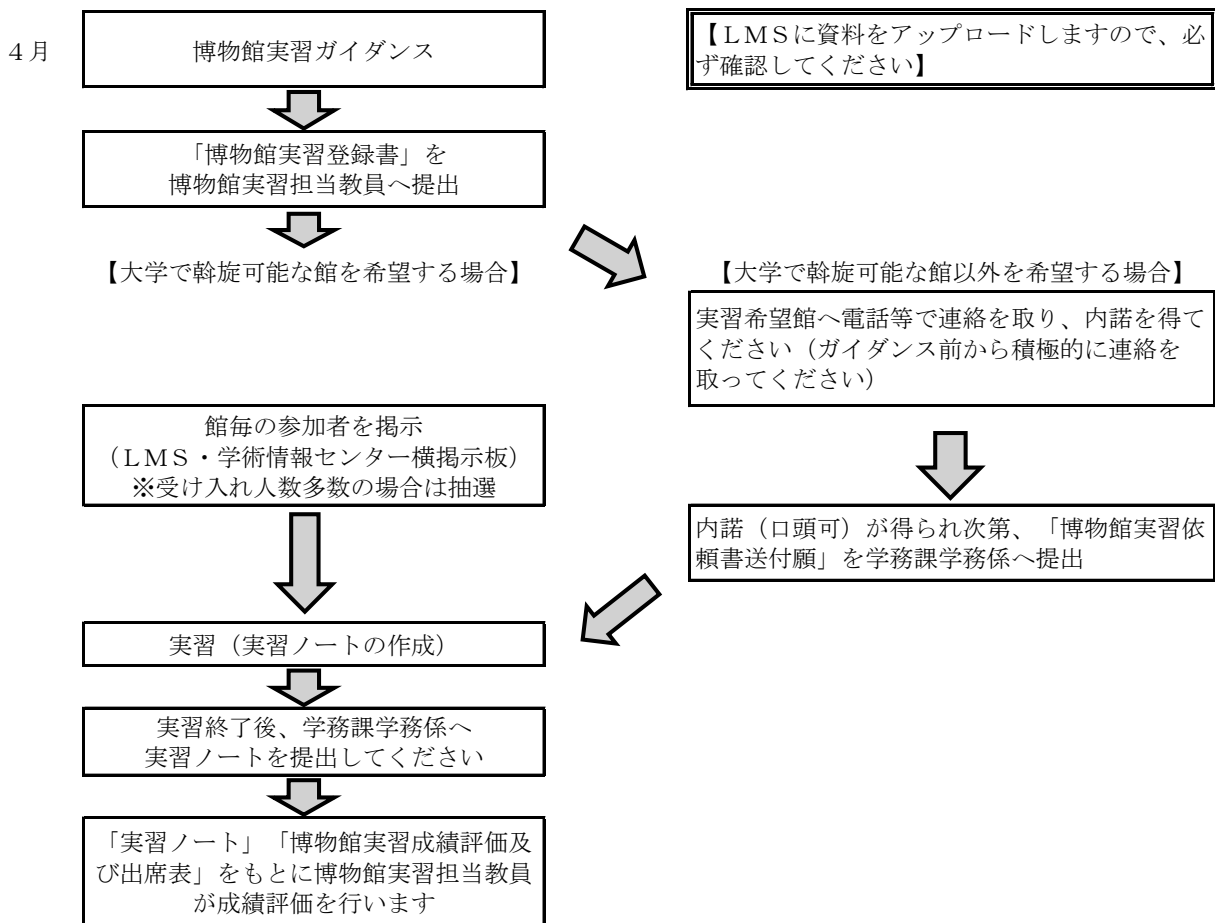 ４月
博物館実習ガイダンス
【ＬＭＳに資料をアップロードしますので、必
ず確認してください】
「博物館実習登録書」を
博物館実習担当教員へ提出
【大学で斡旋可能な館を希望する場合】
【大学で斡旋可能な館以外を希望する場合】
実習希望館へ電話等で連絡を取り、内諾を得て
ください（ガイダンス前から積極的に連絡を
取ってください）
館毎の参加者を掲示
（ＬＭＳ・学術情報センター横掲示板）
※受け入れ人数多数の場合は抽選
内諾（口頭可）が得られ次第、「博物館実習依
頼書送付願」を学務課学務係へ提出
実習（実習ノートの作成）
実習終了後、学務課学務係へ
実習ノートを提出してください
「実習ノート」「博物館実習成績評価及
び出席表」をもとに博物館実習担当教員
が成績評価を行います